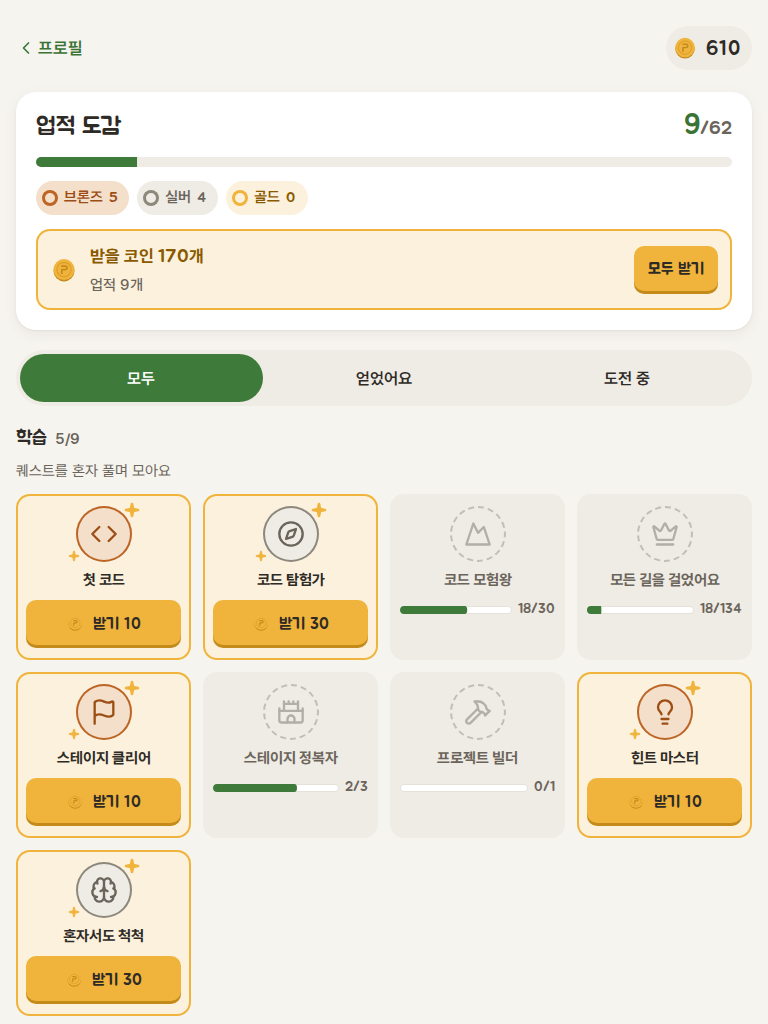 프로필
610
업적 도감
9/62
브론즈 5
실버 4
골드 0
받을 코인 170개
업적 9개
모두 받기
모두
얻었어요
도전 중
학습 5/9
퀘스트를 혼자 풀며 모아요
첫 코드
받기 10
코드 탐험가
받기 30
코드 모험왕
18/30
모든 길을 걸었어요
18/134
스테이지 클리어
받기 10
스테이지 정복자
2/3
프로젝트 빌더
0/1
힌트 마스터
받기 10
혼자서도 척척
받기 30